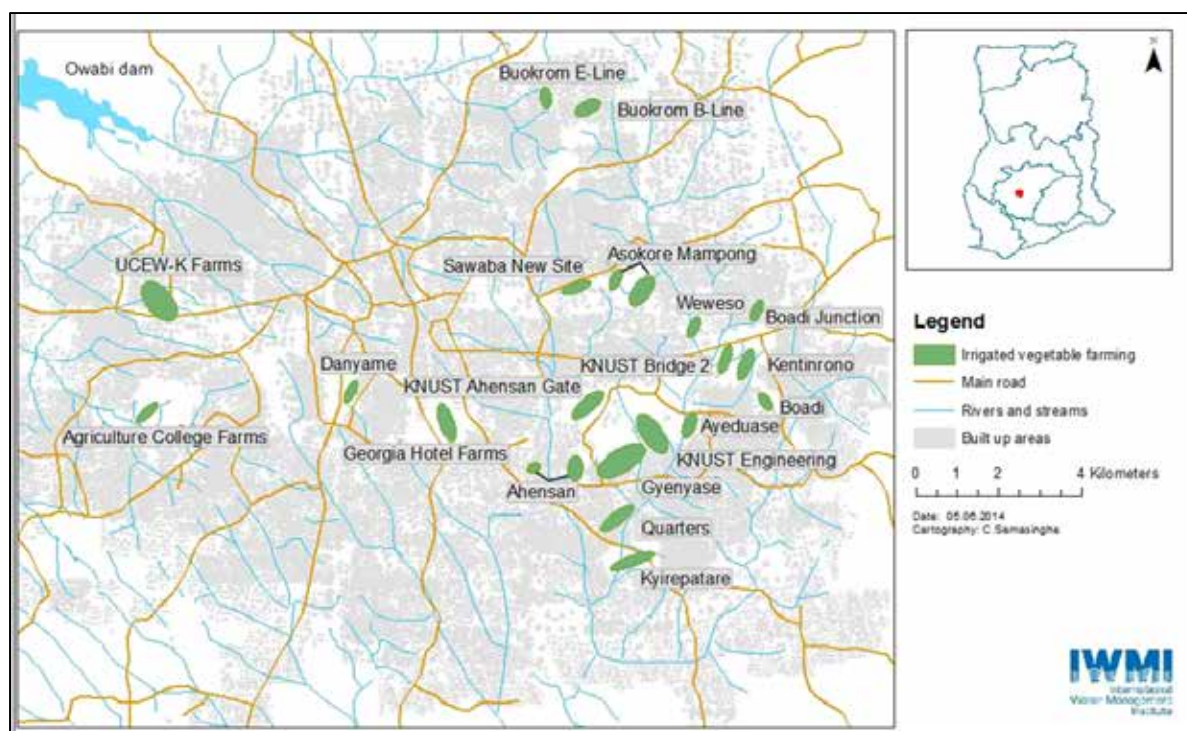 Owabi dam
Buokrom E-Line
Buokrom B-Line
UCEW-K Farms
Sawaba New Site
Asokore Mampong
Weweso
Boadi Junction
Danyame
KNUST Bridge 2
Kentinrono
KNUST Ahensan Gate
Boadi
Agriculture College Farms
Ayeduase
Georgia Hotel Farms
KNUST Engineering
Ahensan
Gyenyase
Quarters
Kyirepatare
Legend
Irrigated vegetable farming
Main road
Rivers and streams
Built up areas
0 1 2 4 Kilometers
Date: 05.06.2014
Cartography: C.Samasinghe
IWMI
International
Water Management
Institute